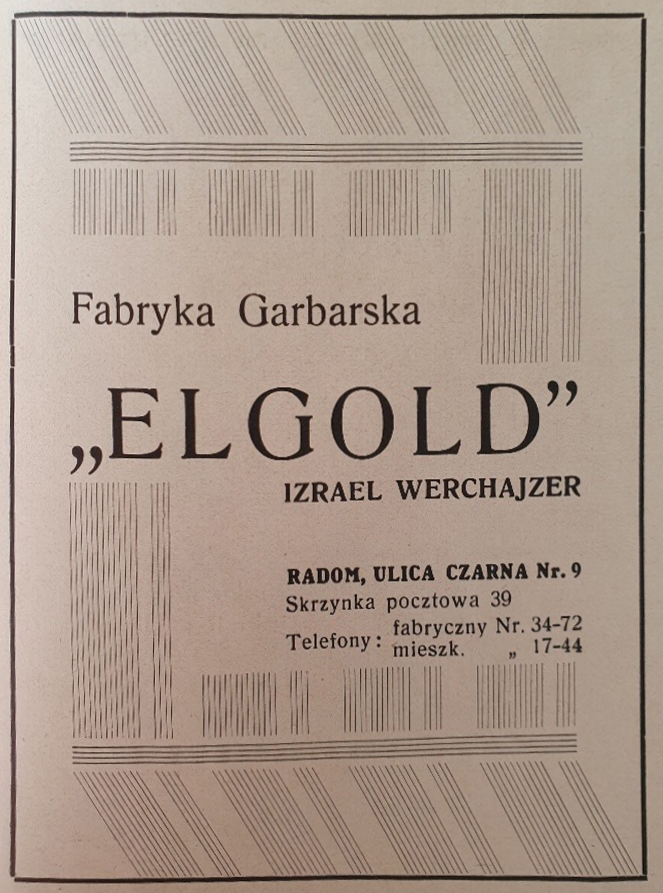 Fabryka Garbarska
„ELGOLD”
IZRAEL WERCHAJZER
RADOM, ULICA CZARNA Nr. 9
Skrzynka pocztowa 39
Telefony: fabryczny Nr. 34-72
mieszk. „ 17-44